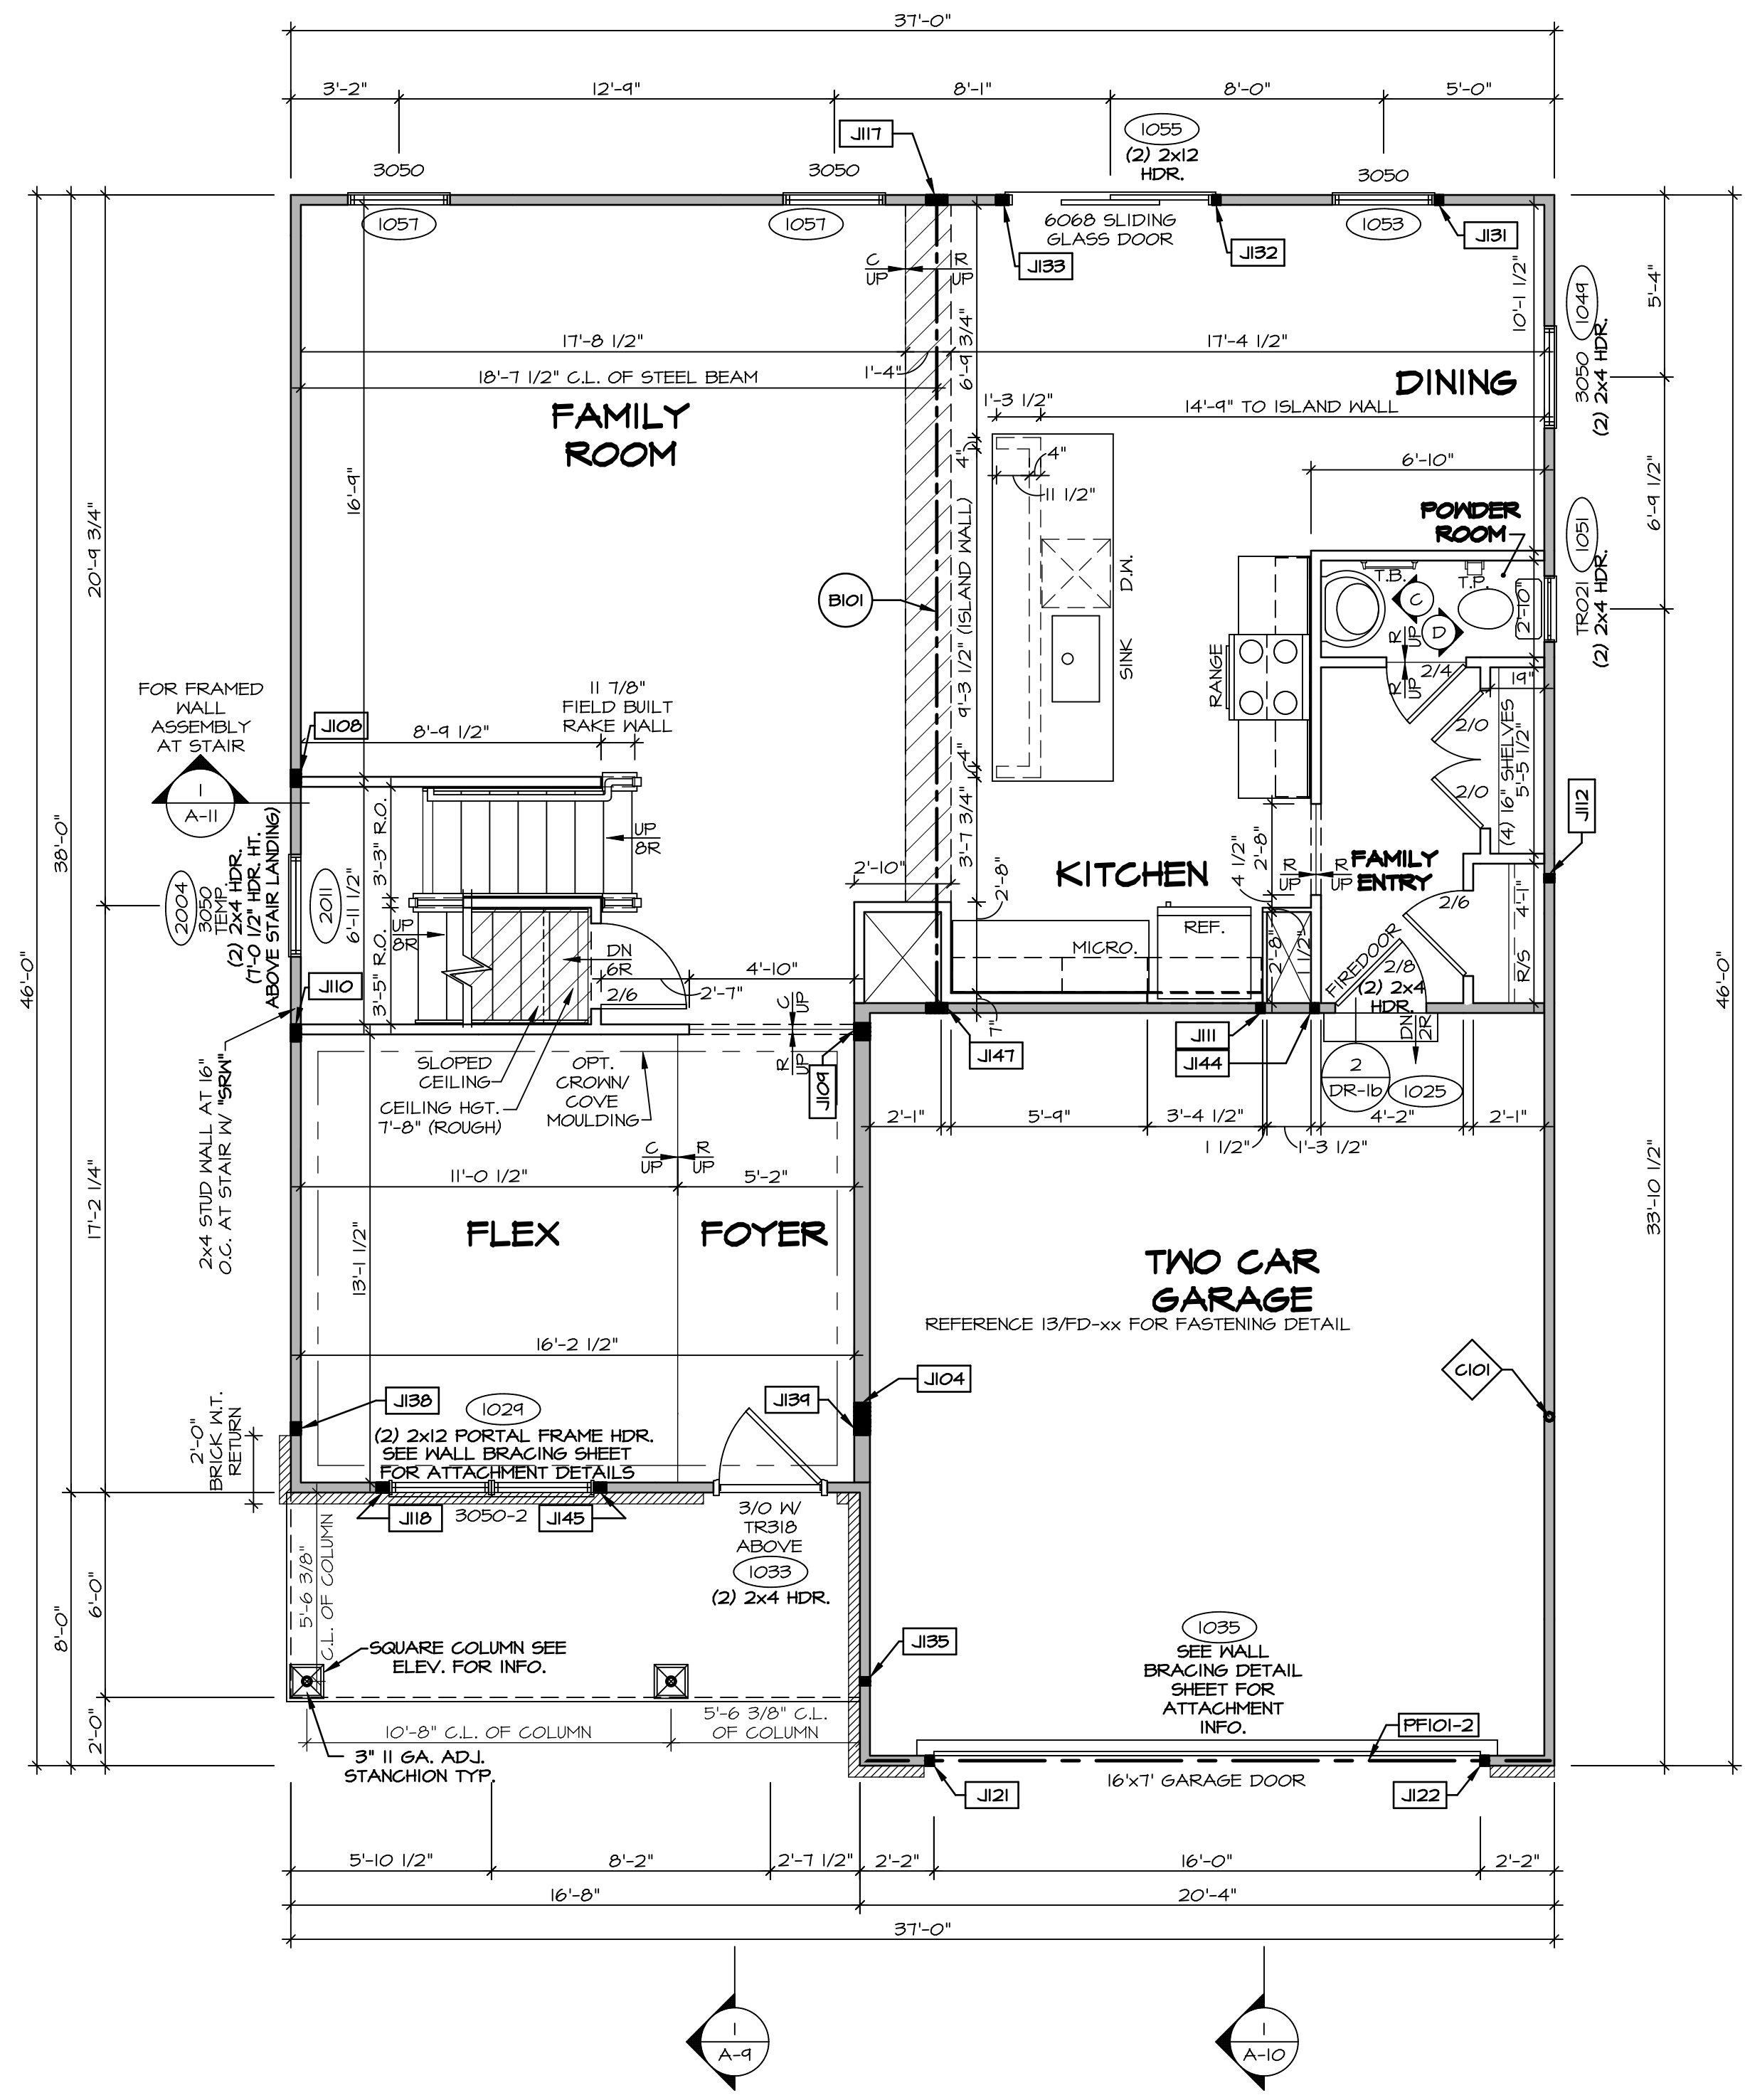 37'-0"
3'-2"
12'-9"
8'-1"
8'-0"
5'-0"
J117
1055
(2) 2x12
HDR.
3050
3050
3050
1057
1057
6068 SLIDING
GLASS DOOR
1053
J133
J132
J131
C
UP
R
UP
10'-1 1/2"
1049
3050
(2) 2x4 HDR.
5'-4"
17'-8 1/2"
1'-4"
6'-9 3/4"
17'-4 1/2"
18'-7 1/2" C.L. OF STEEL BEAM
DINING
FAMILY
ROOM
1'-3 1/2"
14'-9" TO ISLAND WALL
4"
4"
11 1/2"
6'-10"
16'-9"
20'-9 3/4"
POWDER
ROOM
1051
TR021
(2) 2x4 HDR.
6'-9 1/2"
9'-3 1/2" (ISLAND WALL)
D.W.
SINK
RANGE
B101
T.B.
T.P.
C
D
2'-10"
R
UP
R
UP
2/4
19"
2/0
2/0
(4) 16" SHELVES
5'-5 1/2"
FOR FRAMED
WALL
ASSEMBLY
AT STAIR
1
A-11
J108
8'-9 1/2"
11 7/8"
FIELD BUILT
RAKE WALL
4"
3'-7 3/4"
38'-0"
46'-0"
2004
3050
TEMP.
(2) 2x4 HDR.
(7'-0 1/2" HDR. HT.
ABOVE STAIR LANDING)
2011
6'-11 1/2"
3'-3" R.O.
3'-5" R.O.
UP
8R
UP
8R
DN
6R
2/6
2'-7"
4'-10"
2'-10"
2'-8"
KITCHEN
4 1/2"
2'-8"
R
UP
R
UP
FAMILY
ENTRY
J112
2/6
4'-1"
R/S
MICRO.
REF.
2'-8"
1 1/2"
FIREDOOR
2/8
(2) 2x4
HDR.
46'-0"
J110
C
UP
R
UP
J109
7"
J147
J111
J144
DN
2R
2
DR-1b
1025
SLOPED
CEILING
CEILING HGT.
7'-8" (ROUGH)
OPT.
CROWN/
COVE
MOULDING
2x4 STUD WALL AT 16"
O.C. AT STAIR W/ "SRW"
2'-1"
5'-9"
3'-4 1/2"
1 1/2"
1'-3 1/2"
4'-2"
2'-1"
C
UP
R
UP
11'-0 1/2"
5'-2"
17'-2 1/4"
13'-1 1/2"
33'-10 1/2"
FLEX
FOYER
TWO CAR
GARAGE
REFERENCE 13/FD-xx FOR FASTENING DETAIL
16'-2 1/2"
C101
J138
1029
J139
J104
2'-0"
BRICK W.T.
RETURN
(2) 2x12 PORTAL FRAME HDR.
SEE WALL BRACING SHEET
FOR ATTACHMENT DETAILS
J118
3050-2
J145
3/0 W/
TR318
ABOVE
1033
(2) 2x4 HDR.
5'-6 3/8"
C.L. OF COLUMN
6'-0"
8'-0"
2'-0"
SQUARE COLUMN SEE
ELEV. FOR INFO.
J135
1035
SEE WALL
BRACING DETAIL
SHEET FOR
ATTACHMENT
INFO.
PF101-2
10'-8" C.L. OF COLUMN
5'-6 3/8" C.L.
OF COLUMN
3" 11 GA. ADJ.
STANCHION TYP.
16'x7' GARAGE DOOR
J121
J122
5'-10 1/2"
8'-2"
2'-7 1/2"
2'-2"
16'-0"
2'-2"
16'-8"
20'-4"
37'-0"
1
A-9
1
A-10